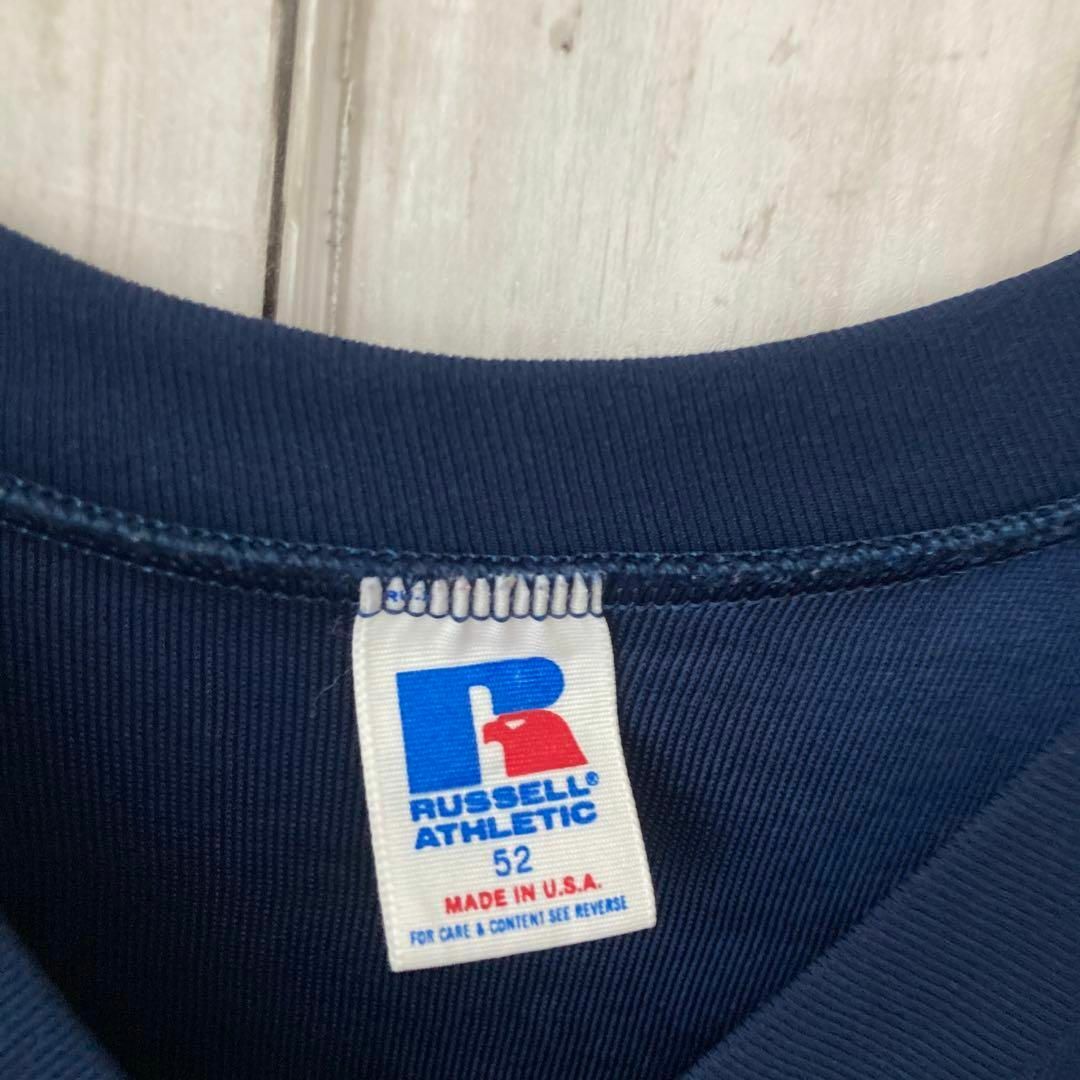 R
RUSSELL®
ATHLETIC
52
MADE IN U.S.A.
FOR CARE & CONTENT SEE REVERSE